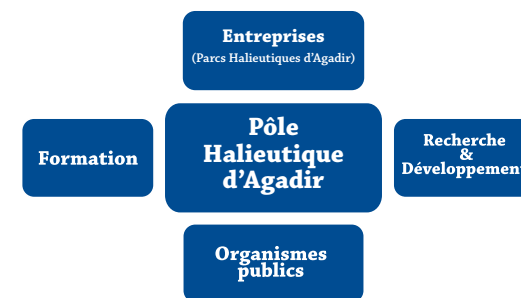 Entreprises
(Parcs Halieutiques d'Agadir)
Pôle
Halieutique
d'Agadir
Formation
Recherche
&
Développement
Organismes
publics